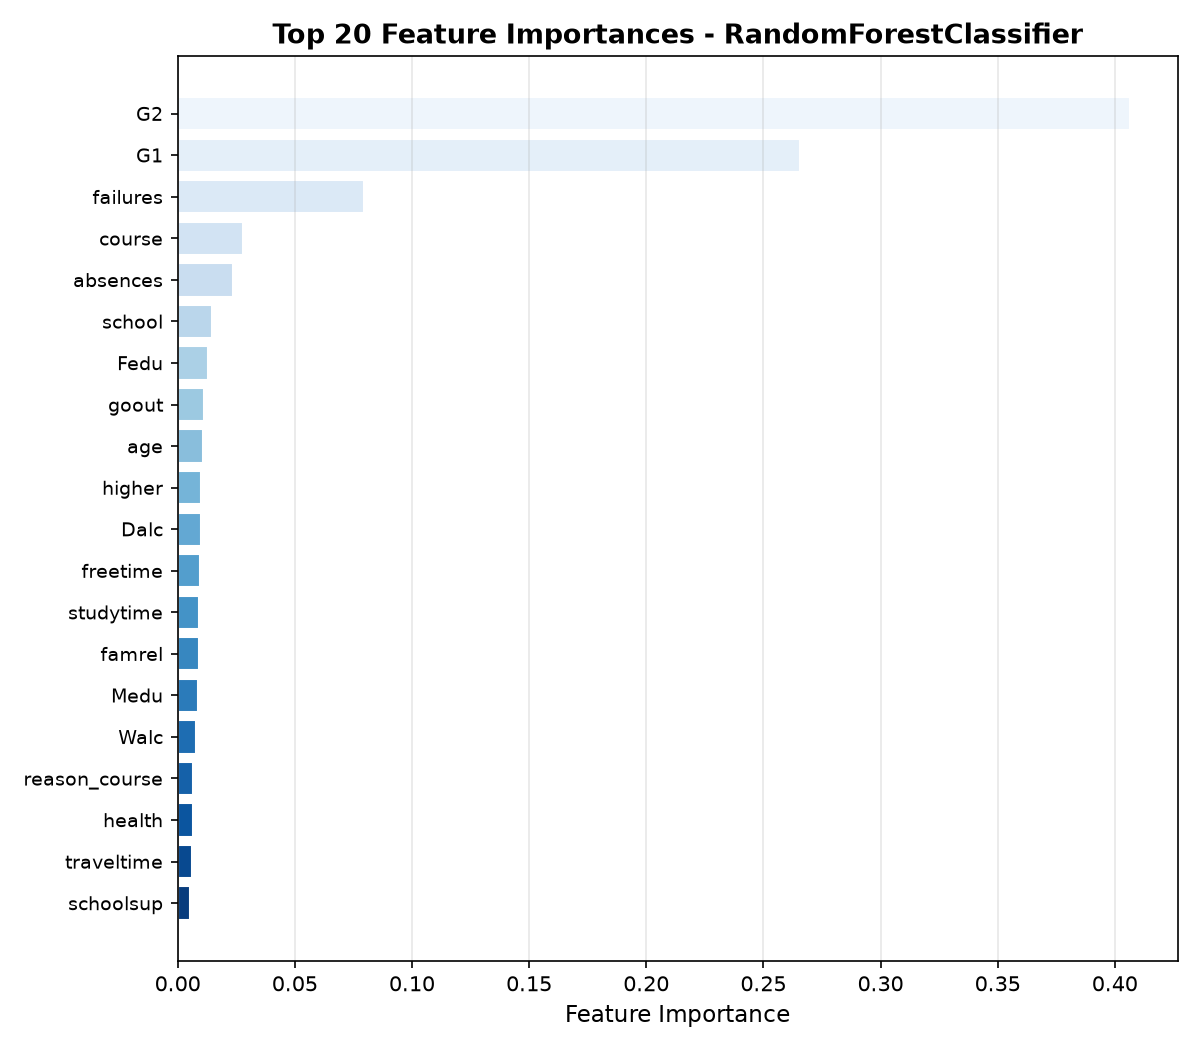 Top 20 Feature Importances - RandomForestClassifier
G2
G1
failures
course
absences
school
Fedu
goout
age
higher
Dalc
freetime
studytime
famrel
Medu
Walc
reason_course
health
traveltime
schoolsup
0.00 0.05 0.10 0.15 0.20 0.25 0.30 0.35 0.40
Feature Importance